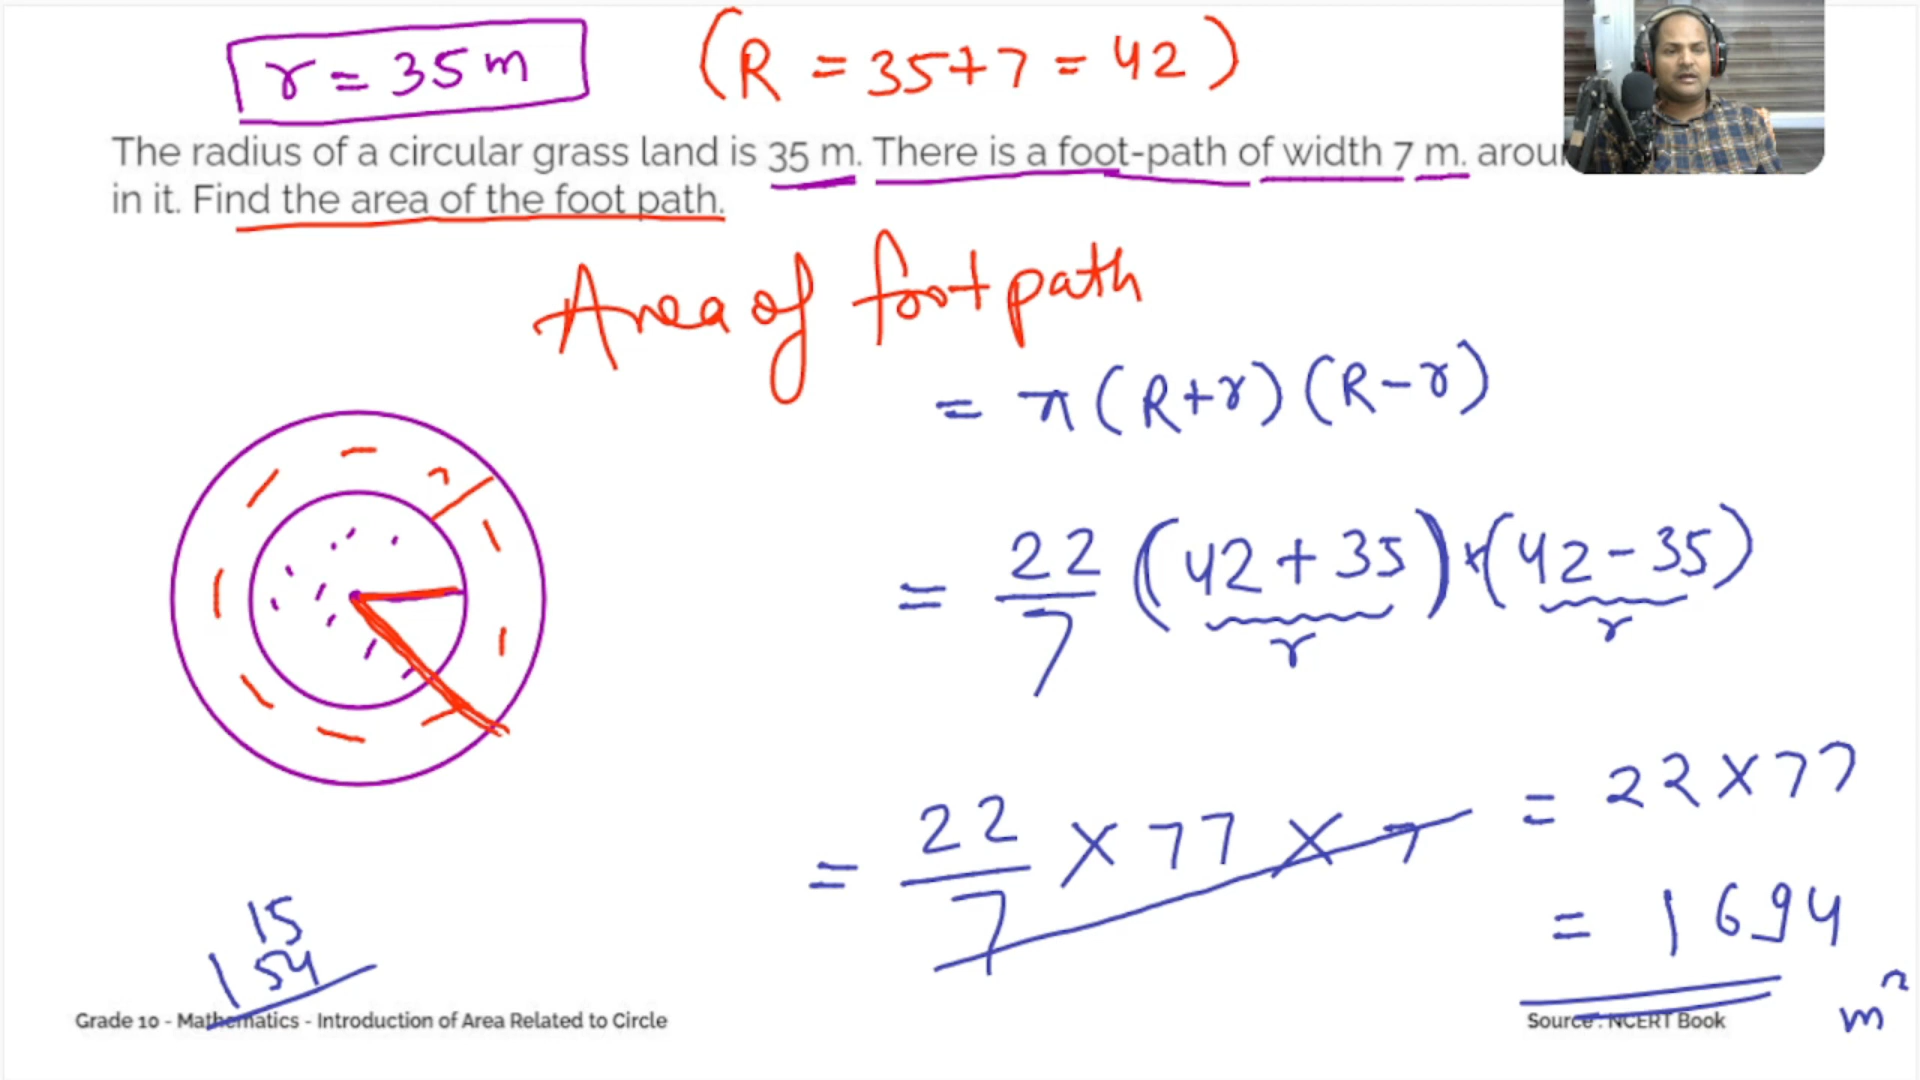 r = 35 m (R = 35+7 = 42)
The radius of a circular grass land is 35 m. There is a foot-path of width 7 m.
in it. Find the area of the foot path.
Area of foot path
= π (R+r) (R-r)
7
= 22/7 (42+35) × (42-35)
r r
= 22/7 × 77 × 7 = 22×77
= 1694 m²
15
154
Grade 10 - Mathematics - Introduction of Area Related to Circle
Source : NCERT Book